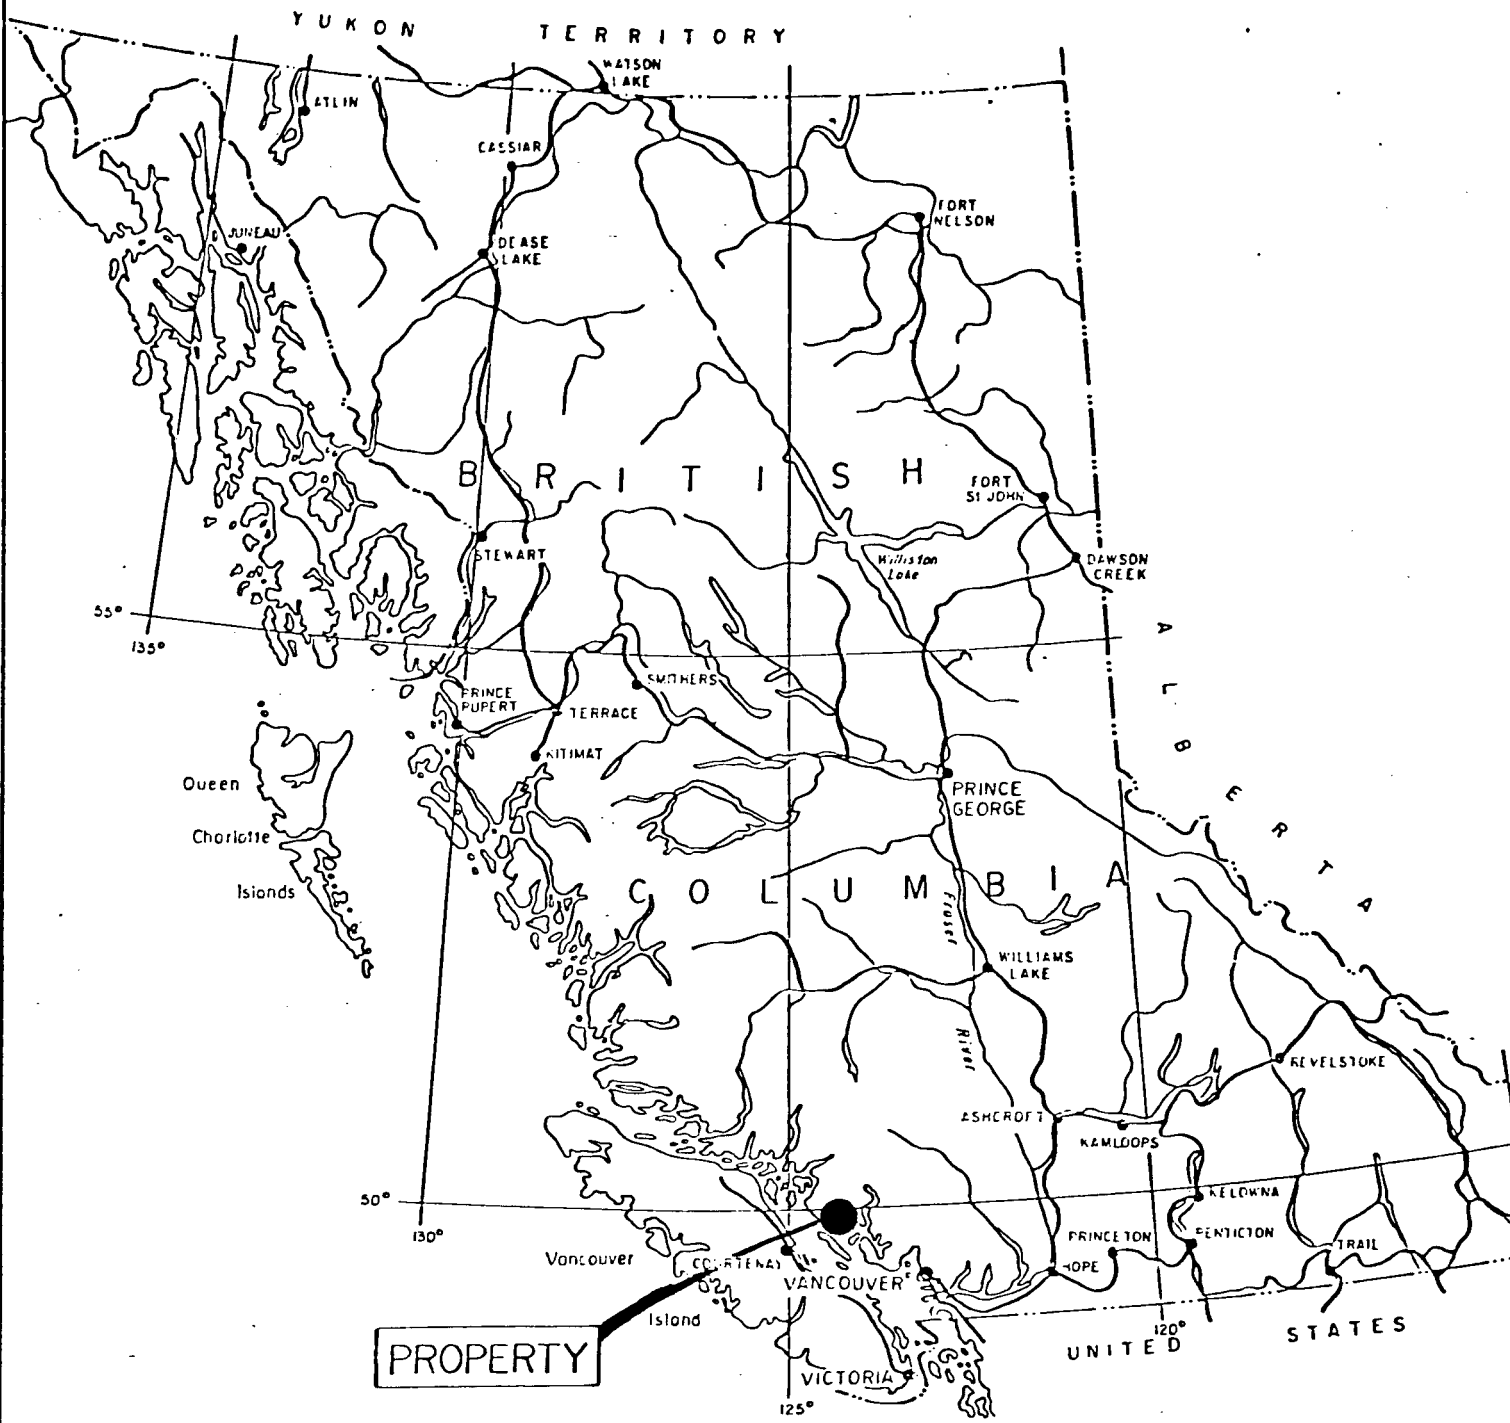 YUKON TERRITORY
WATSON
LAKE
ATLIN
CASSIAR
FORT
NELSON
JUNEAU
DEASE
LAKE
BRITISH
FORT
ST JOHN
STEWART
Williston
Lake
DAWSON
CREEK
55°
135°
ALBERTA
SMITHERS
PRINCE
RUPERT
TERRACE
KITIMAT
Queen
Charlotte
Islands
PRINCE
GEORGE
COLUMBIA
Fraser
River
WILLIAMS
LAKE
REVELSTOKE
ASHCROFT
KAMLOOPS
50°
130°
KELOWNA
PRINCETON
PENTICTON
TRAIL
HOPE
Vancouver
Island
COURTENAY
VANCOUVER
PROPERTY
VICTORIA
125°
120°
UNITED STATES